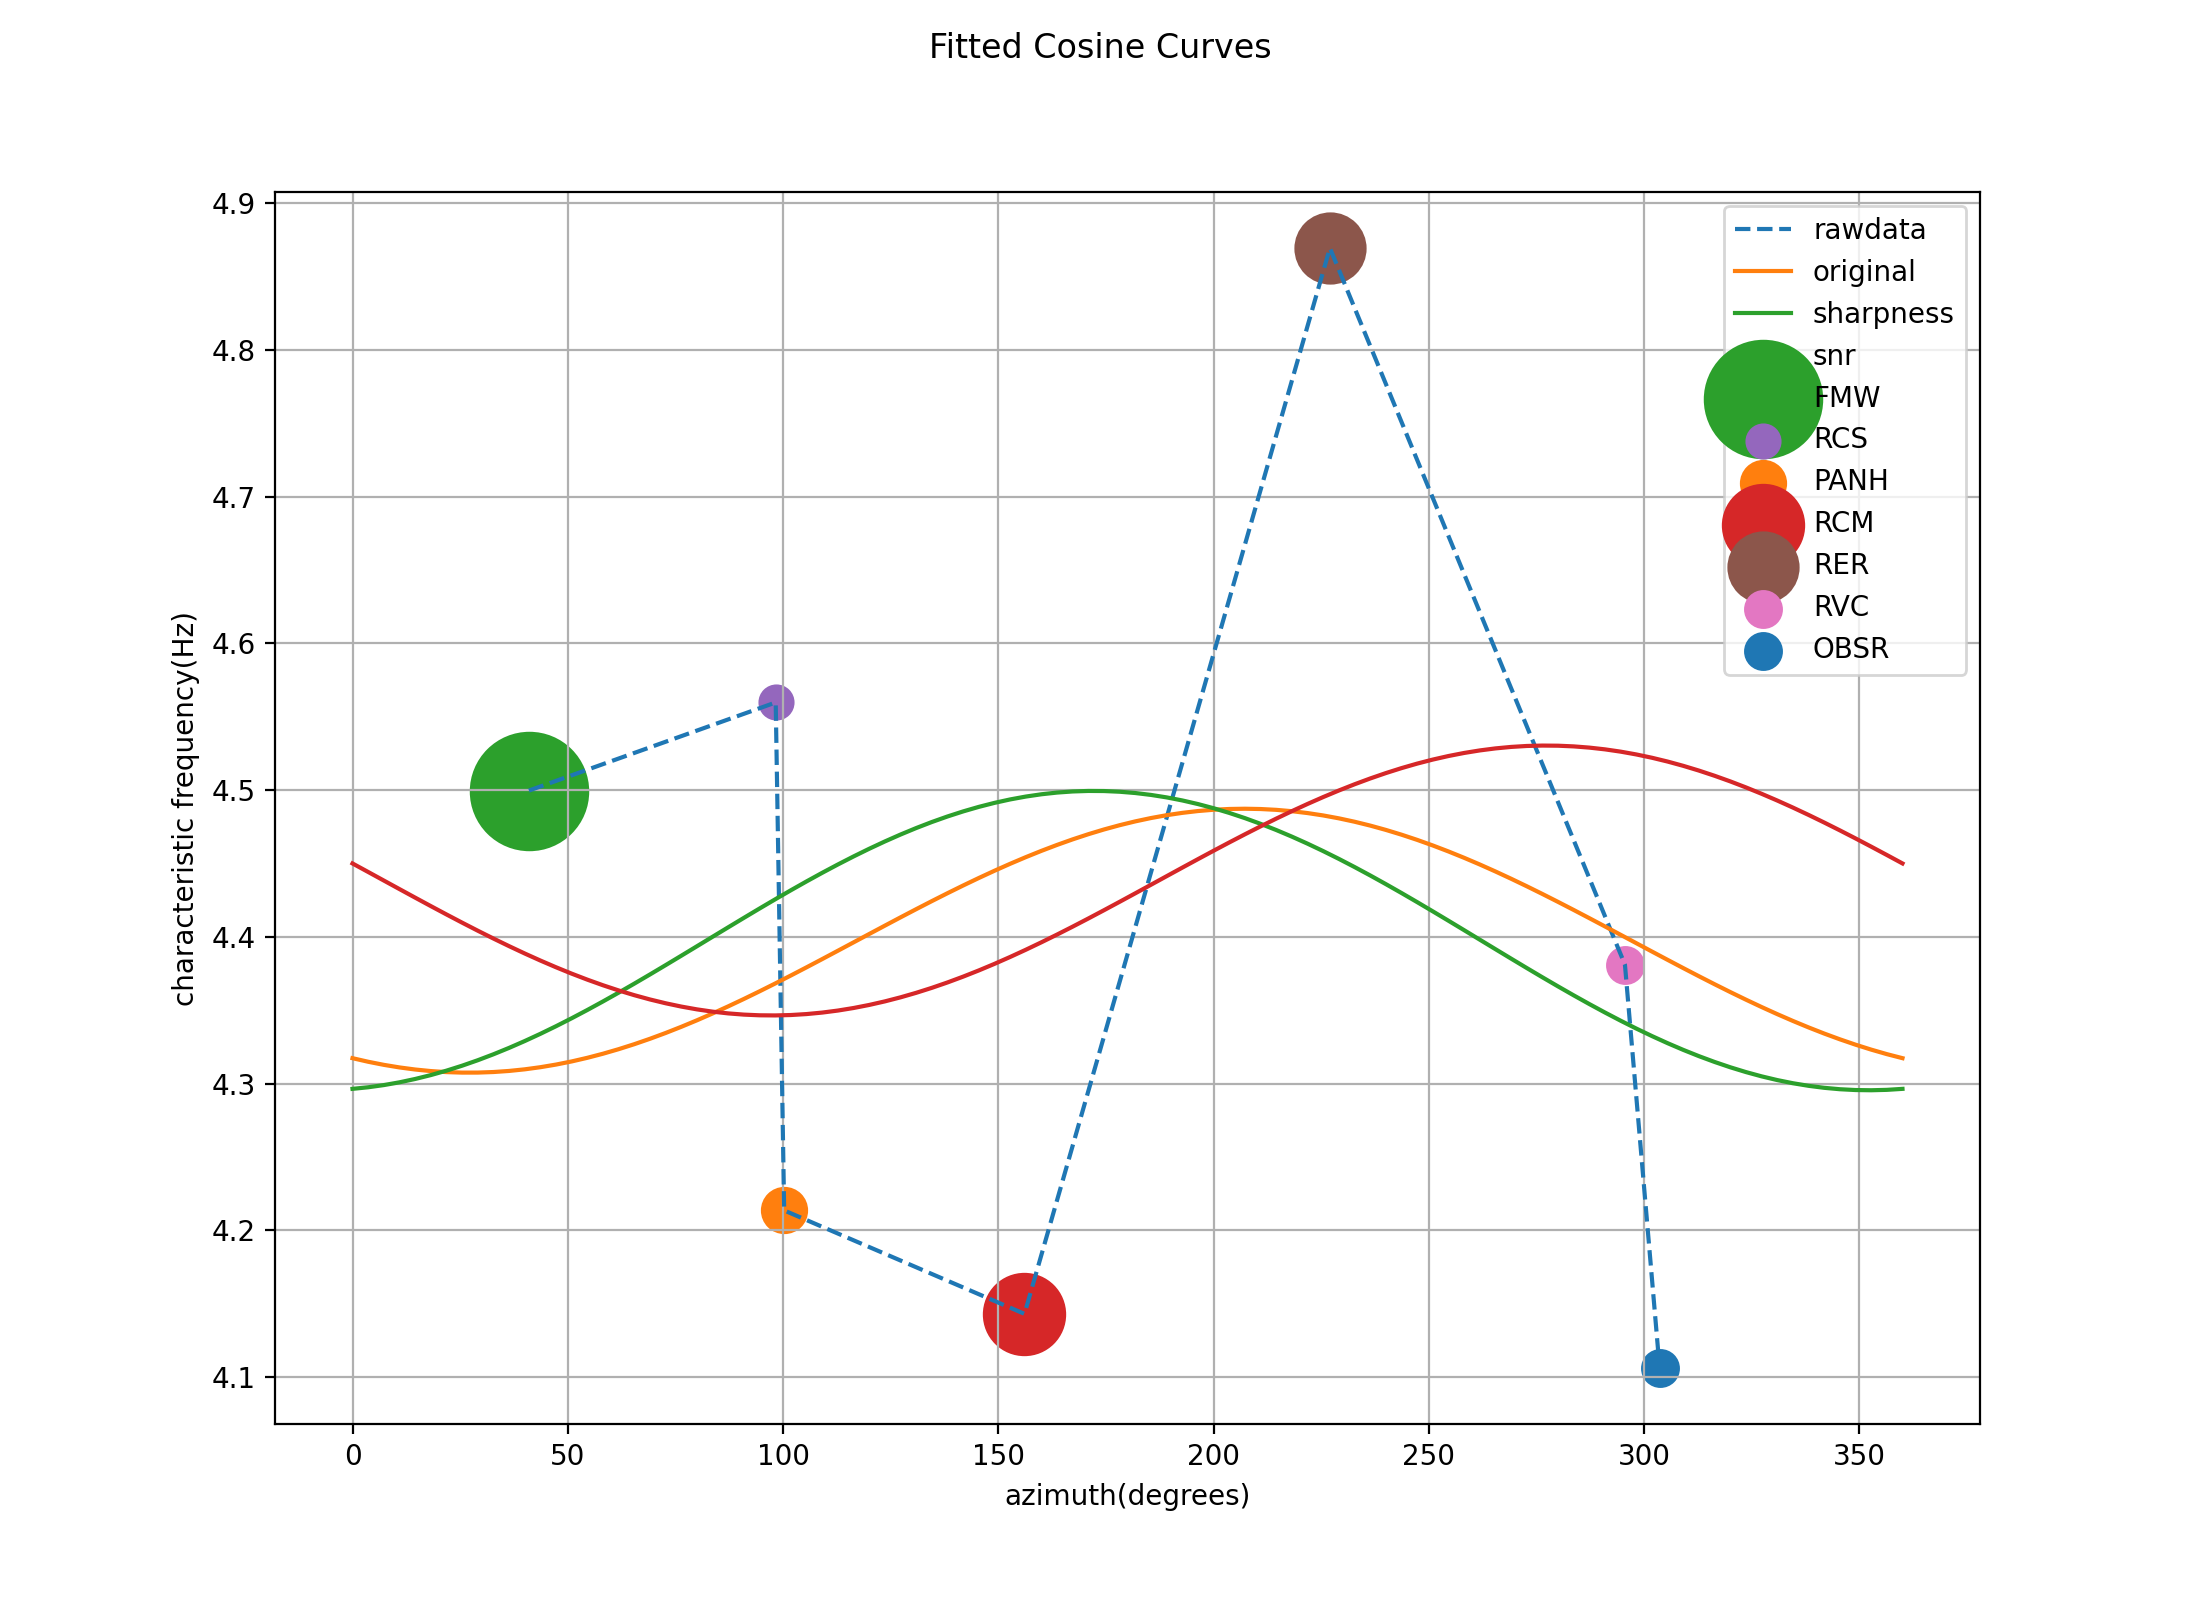 Fitted Cosine Curves
4.9
4.8
4.7
4.6
4.5
4.4
4.3
4.2
4.1
characteristic frequency(Hz)
rawdata
original
sharpness
snr
FMW
RCS
PANH
RCM
RER
RVC
OBSR
0 50 100 150 200 250 300 350
azimuth(degrees)